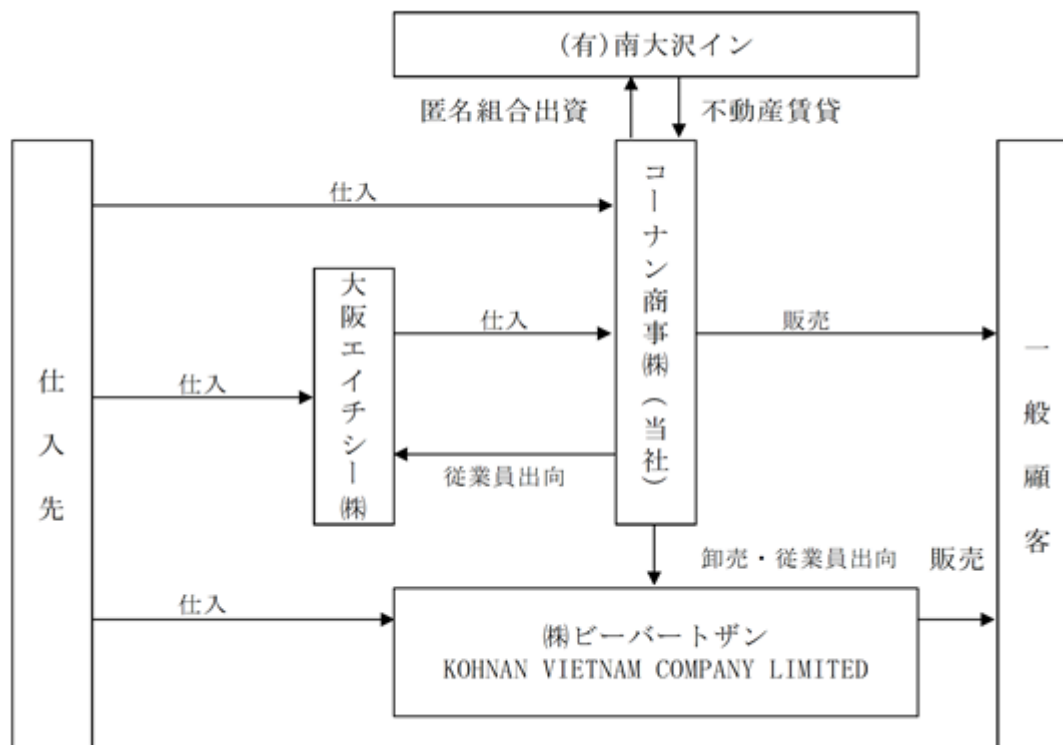 (有)南大沢イン
匿名組合出資
不動産賃貸
仕入先
仕入
コーナン商事㈱(当社)
一般顧客
大阪エイチシー㈱
仕入
販売
仕入
従業員出向
卸売・従業員出向
販売
仕入
㈱ビーバートザン
KOHNAN VIETNAM COMPANY LIMITED